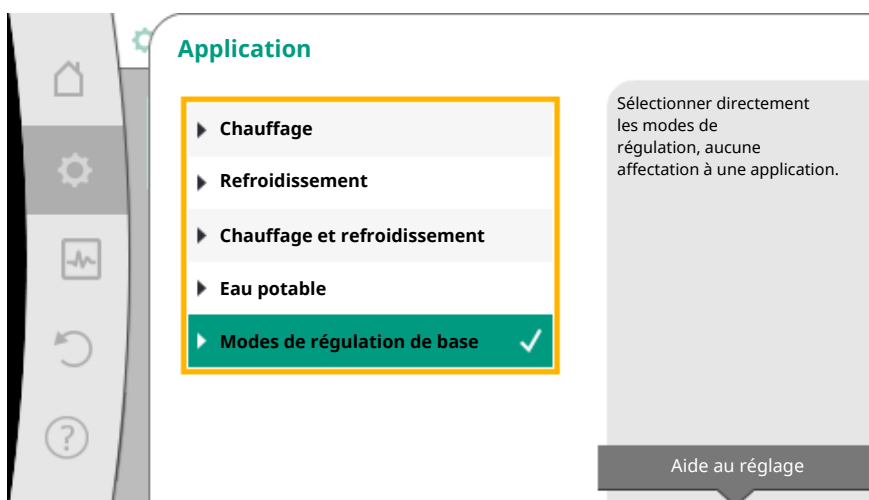 Application
Chauffage
Refroidissement
Chauffage et refroidissement
Eau potable
Modes de régulation de base
Sélectionner directement
les modes de
régulation, aucune
affectation à une application.
Aide au réglage